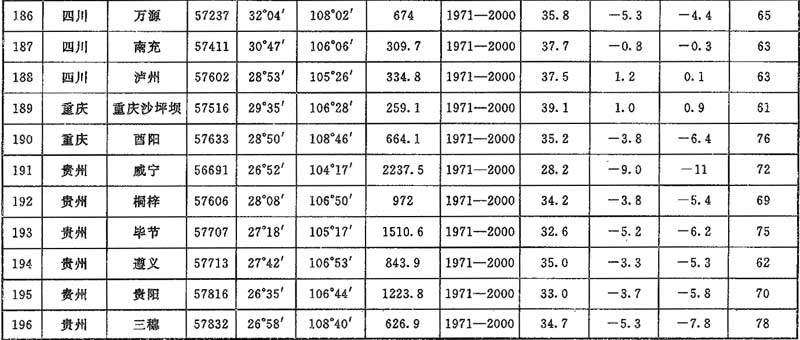 186 四川 万源 57237 32°04′ 108°02′ 674 1971—2000 35.8 -5.3 -4.4 65
187 四川 南充 57411 30°47′ 106°06′ 309.7 1971—2000 37.7 -0.8 -0.3 63
188 四川 泸州 57602 28°53′ 105°26′ 334.8 1971—2000 37.5 1.2 0.1 63
189 重庆 重庆沙坪坝 57516 29°35′ 106°28′ 259.1 1971—2000 39.1 1.0 0.9 61
190 重庆 酉阳 57633 28°50′ 108°46′ 664.1 1971—2000 35.2 -3.8 -6.4 76
191 贵州 威宁 56691 26°52′ 104°17′ 2237.5 1971—2000 28.2 -9.0 -11 72
192 贵州 桐梓 57606 28°08′ 106°50′ 972 1971—2000 34.2 -3.8 -5.4 69
193 贵州 毕节 57707 27°18′ 105°17′ 1510.6 1971—2000 32.6 -5.2 -6.2 75
194 贵州 遵义 57713 27°42′ 106°53′ 843.9 1971—2000 35.0 -3.3 -5.3 62
195 贵州 贵阳 57816 26°35′ 106°44′ 1223.8 1971—2000 33.0 -3.7 -5.8 70
196 贵州 三穗 57832 26°58′ 108°40′ 626.9 1971—2000 34.7 -5.3 -7.8 78